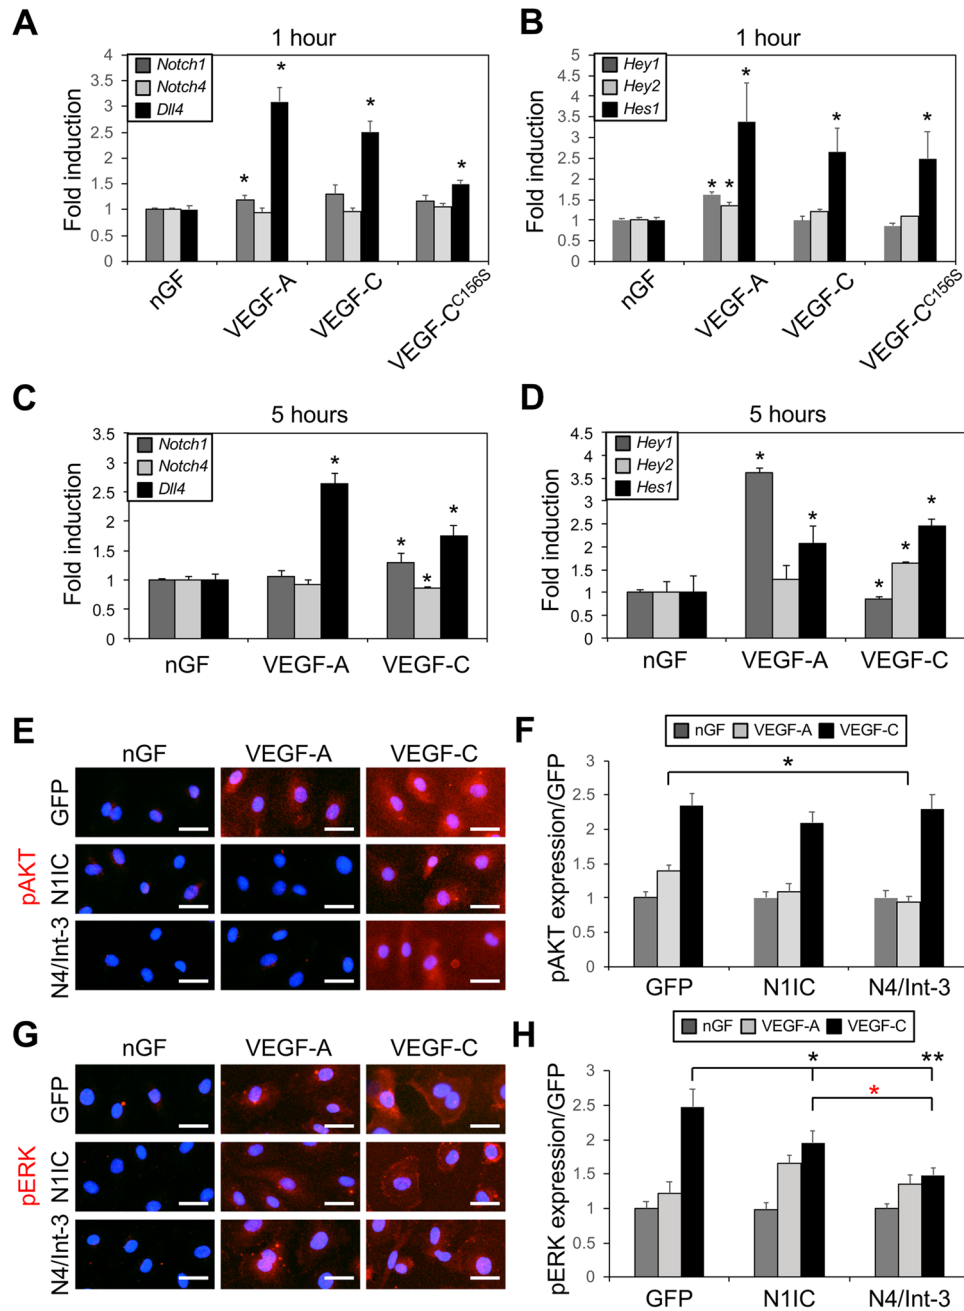 A
1 hour
Notch1
Notch4
Dll4
Fold induction
4
3.5
3
2.5
2
1.5
1
0.5
0
*
*
*
*
nGF
VEGF-A
VEGF-C
VEGF-C^C156S
B
1 hour
Hey1
Hey2
Hes1
Fold induction
5
4.5
4
3.5
3
2.5
2
1.5
1
0.5
0
* *
*
*
*
nGF
VEGF-A
VEGF-C
VEGF-C^C156S
C
5 hours
Notch1
Notch4
Dll4
Fold induction
3.5
3
2.5
2
1.5
1
0.5
0
*
*
*
*
nGF
VEGF-A
VEGF-C
D
5 hours
Hey1
Hey2
Hes1
Fold induction
4.5
4
3.5
3
2.5
2
1.5
1
0.5
0
*
*
*
*
*
nGF
VEGF-A
VEGF-C
E
nGF
VEGF-A
VEGF-C
pAKT
GFP
N1IC
N4/Int-3
F
nGF
VEGF-A
VEGF-C
pAKT expression/GFP
3
2.5
2
1.5
1
0.5
0
*
GFP
N1IC
N4/Int-3
G
nGF
VEGF-A
VEGF-C
pERK
GFP
N1IC
N4/Int-3
H
nGF
VEGF-A
VEGF-C
pERK expression/GFP
3
2.5
2
1.5
1
0.5
0
*
**
*
GFP
N1IC
N4/Int-3